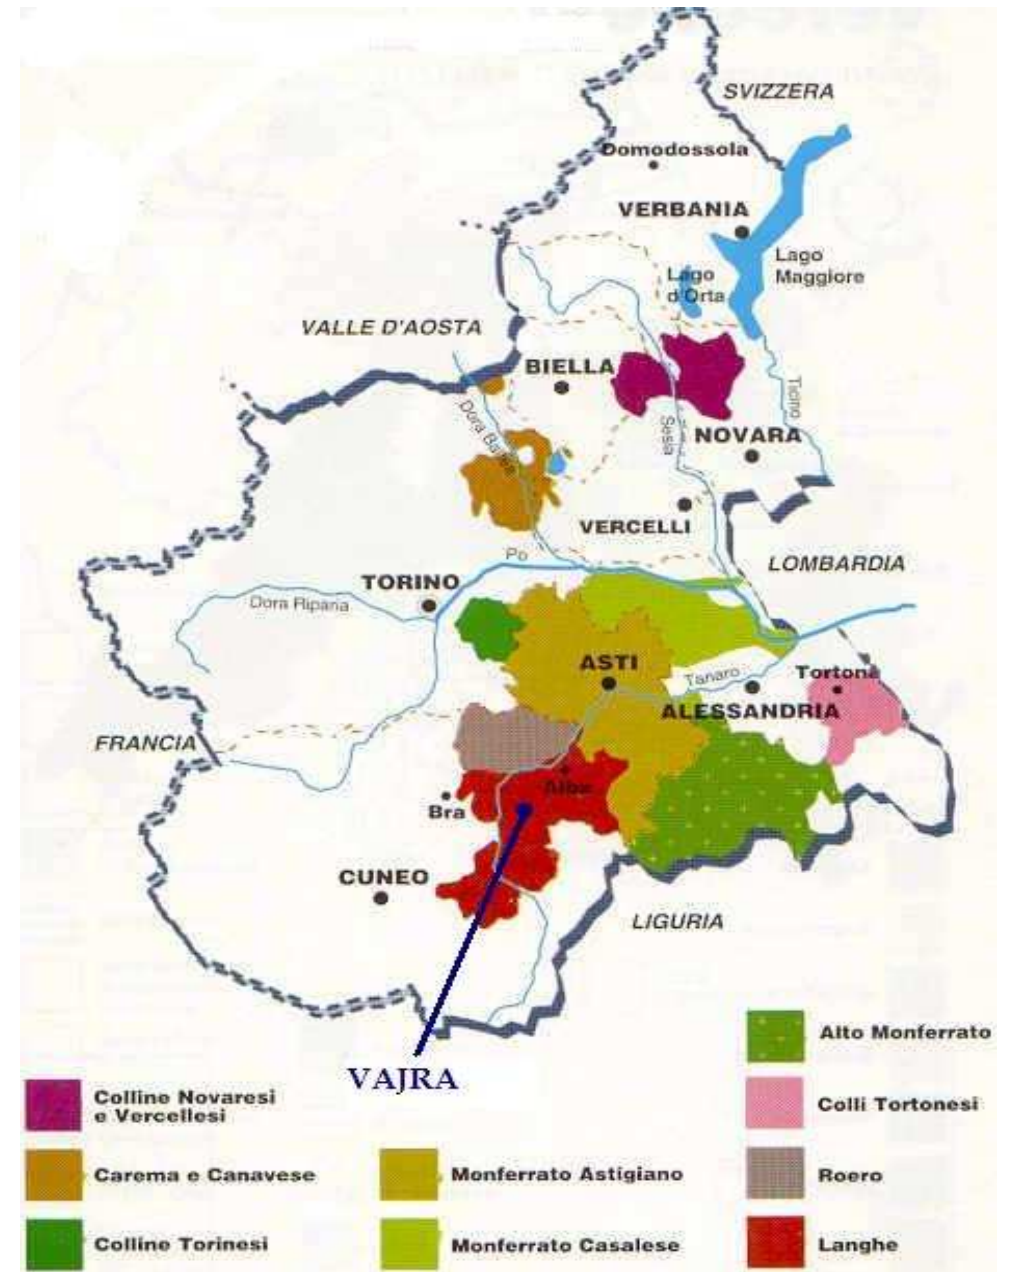 SVIZZERA
Domodossola
VERBANIA
Lago
Maggiore
Lago
d'Orta
VALLE D'AOSTA
BIELLA
Ticino
Dora Baltea
Sesia
NOVARA
VERCELLI
Po
LOMBARDIA
TORINO
Dora Riparia
ASTI
Tanaro
Tortona
ALESSANDRIA
FRANCIA
Alba
Bra
CUNEO
LIGURIA
VAJRA
Alto Monferrato
Colline Novaresi
e Vercellesi
Colli Tortonesi
Carema e Canavese
Monferrato Astigiano
Roero
Colline Torinesi
Monferrato Casalese
Langhe